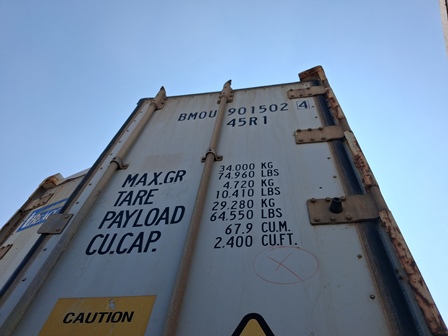 BMOU 901502 4
45R1
MAX.GR 34.000 KG
74.960 LBS
TARE 4.720 KG
10.410 LBS
PAYLOAD 29.280 KG
64.550 LBS
CU.CAP. 67.9 CU.M.
2.400 CU.FT.
CAUTION